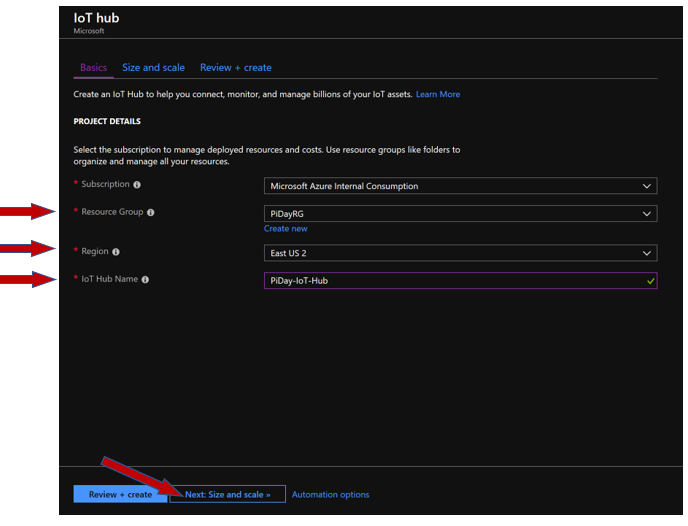 IoT hub
Microsoft
Basics Size and scale Review + create
Create an IoT Hub to help you connect, monitor, and manage billions of your IoT assets. Learn More
PROJECT DETAILS
Select the subscription to manage deployed resources and costs. Use resource groups like folders to
organize and manage all your resources.
* Subscription Microsoft Azure Internal Consumption
* Resource Group PiDayRG
Create new
* Region East US 2
* IoT Hub Name PiDay-IoT-Hub
Review + create Next: Size and scale » Automation options